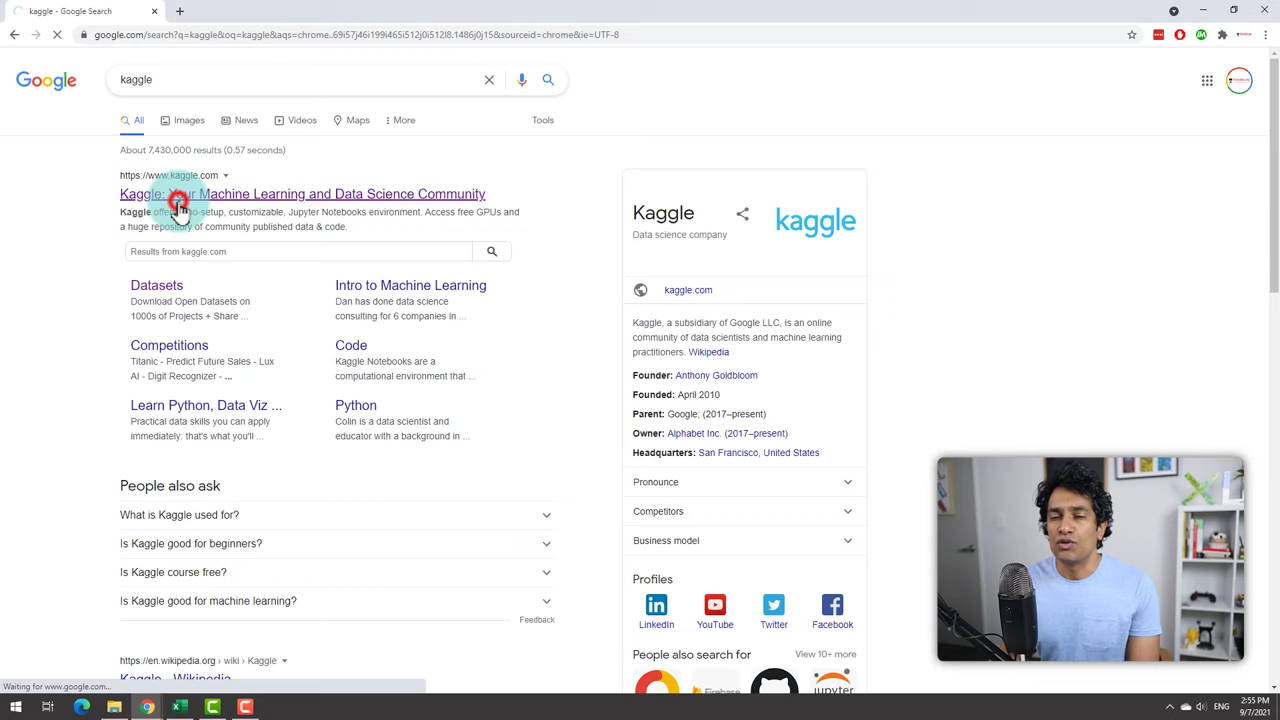 kaggle - Google Search
google.com/search?q=kaggle&oq=kaggle&aqs=chrome..69i57j46i199i465i512j0i512l8.1486j0j15&sourceid=chrome&ie=UTF-8
Google
kaggle
All
Images
News
Videos
Maps
More
Tools
About 7,430,000 results (0.57 seconds)
https://www.kaggle.com
Kaggle: Your Machine Learning and Data Science Community
Kaggle offers a no-setup, customizable, Jupyter Notebooks environment. Access free GPUs and
a huge repository of community published data & code.
Results from kaggle.com
Datasets
Download Open Datasets on
1000s of Projects + Share ...
Intro to Machine Learning
Dan has done data science
consulting for 6 companies in ...
Competitions
Titanic - Predict Future Sales - Lux
AI - Digit Recognizer - ...
Code
Kaggle Notebooks are a
computational environment that ...
Learn Python, Data Viz ...
Practical data skills you can apply
immediately: that's what you'll ...
Python
Colin is a data scientist and
educator with a background in ...
People also ask
What is Kaggle used for?
Is Kaggle good for beginners?
Is Kaggle course free?
Is Kaggle good for machine learning?
Feedback
https://en.wikipedia.org › wiki › Kaggle
Kaggle - Wikipedia
Kaggle
Data science company
kaggle
kaggle.com
Kaggle, a subsidiary of Google LLC, is an online
community of data scientists and machine learning
practitioners. Wikipedia
Founder: Anthony Goldbloom
Founded: April 2010
Parent: Google; (2017–present)
Owner: Alphabet Inc. (2017–present)
Headquarters: San Francisco, United States
Pronounce
Competitors
Business model
Profiles
LinkedIn
YouTube
Twitter
Facebook
People also search for
View 10+ more
Firebase
jupyter
Waiting for www.google.com...
ENG
2:55 PM
9/7/2021